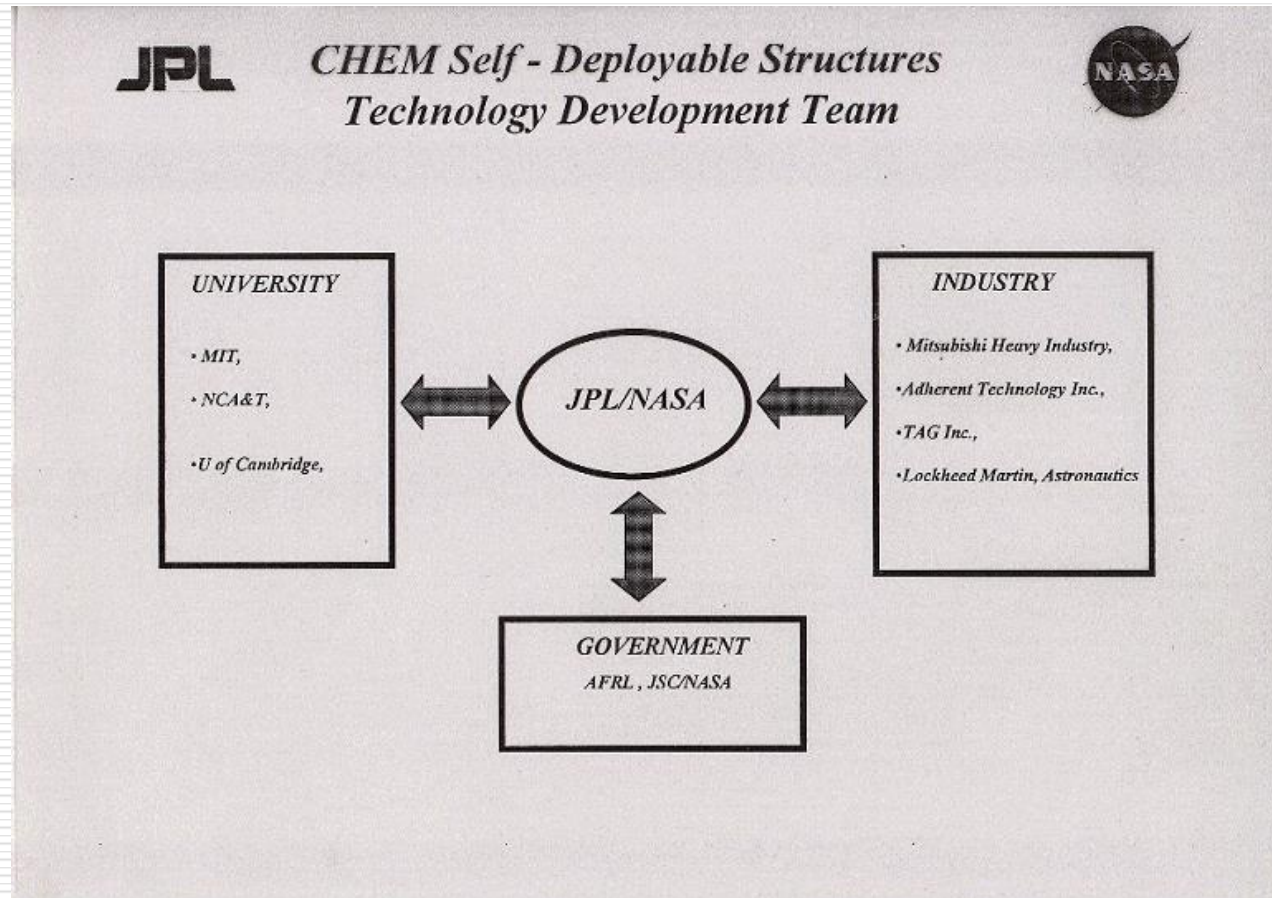 JPL
CHEM Self - Deployable Structures
Technology Development Team
NASA
UNIVERSITY
• MIT,
• NCA&T,
•U of Cambridge,
JPL/NASA
INDUSTRY
• Mitsubishi Heavy Industry,
•Adherent Technology Inc.,
•TAG Inc.,
•Lockheed Martin, Astronautics
GOVERNMENT
AFRL , JSC/NASA